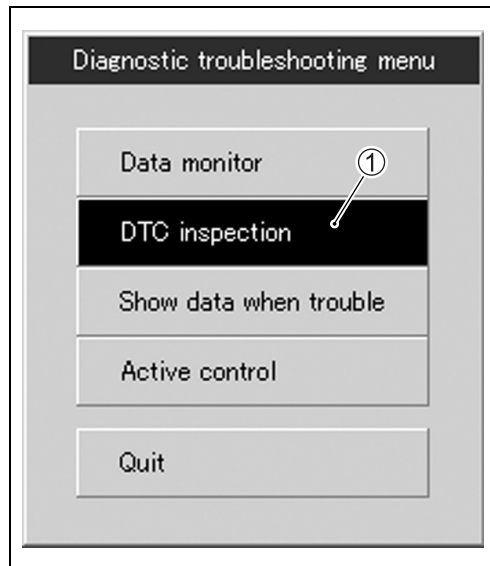 Diagnostic troubleshooting menu
Data monitor
①
DTC inspection
Show data when trouble
Active control
Quit